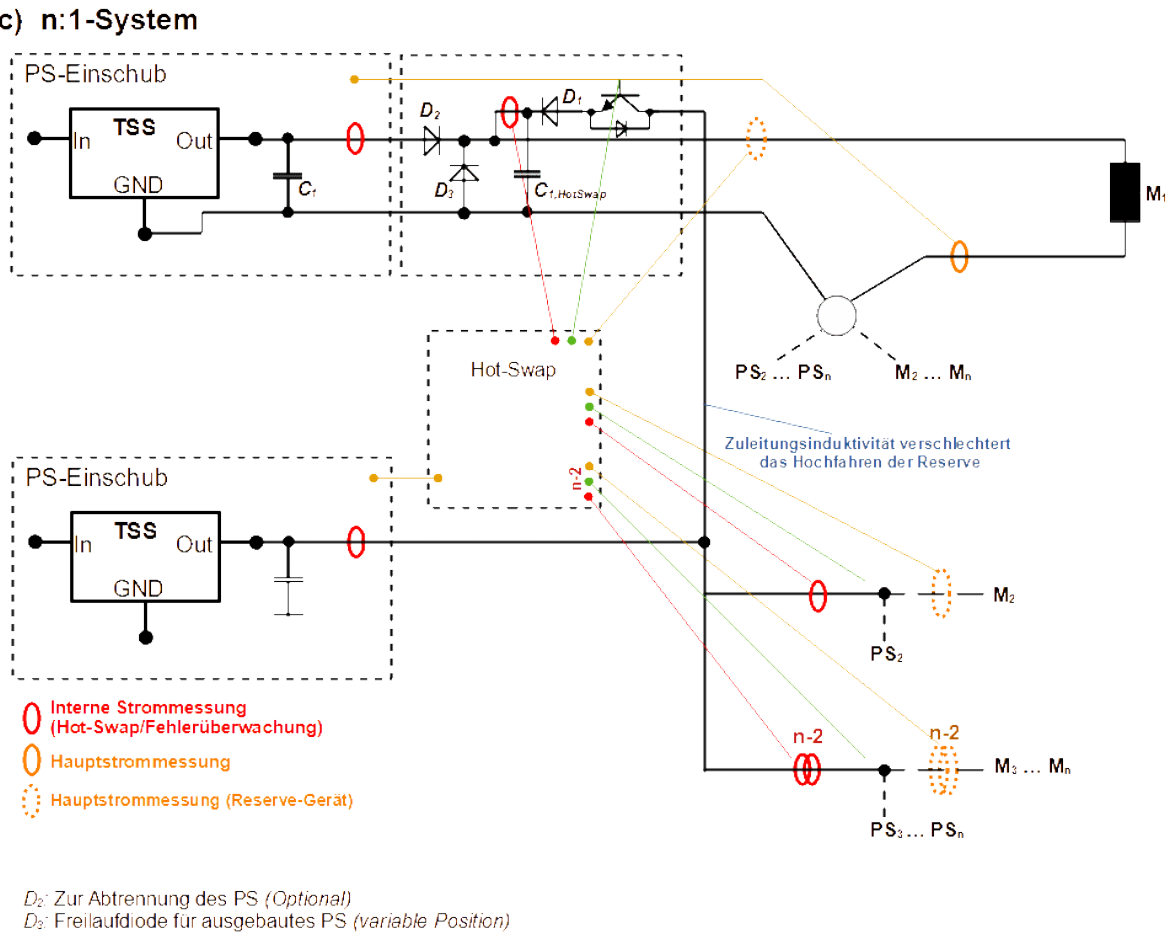 c) n:1-System
PS-Einschub
TSS
In
Out
GND
C₁
D₂
D₃
D₁
C₁,HotSwap
M₁
PS₂ ... PSₙ
M₂ ... Mₙ
Hot-Swap
n-2
Zuleitungsinduktivität verschlechtert
das Hochfahren der Reserve
PS-Einschub
TSS
In
Out
GND
M₂
PS₂
n-2
n-2
M₃ ... Mₙ
PS₃ ... PSₙ
Interne Strommessung
(Hot-Swap/Fehlerüberwachung)
Hauptstrommessung
Hauptstrommessung (Reserve-Gerät)
D₂: Zur Abtrennung des PS (Optional)
D₃: Freilaufdiode für ausgebautes PS (variable Position)